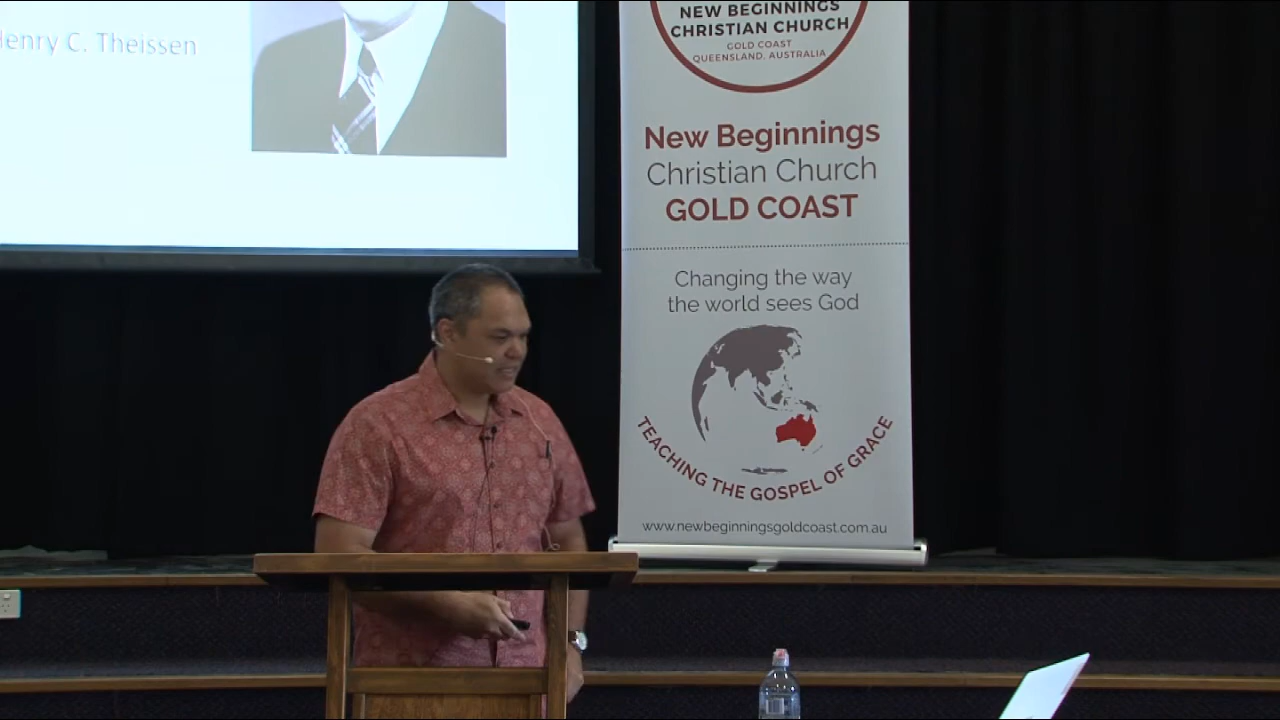 Henry C. Theissen
NEW BEGINNINGS
CHRISTIAN CHURCH
GOLD COAST
QUEENSLAND, AUSTRALIA
New Beginnings
Christian Church
GOLD COAST
Changing the way
the world sees God
TEACHING THE GOSPEL OF GRACE
www.newbeginningsgoldcoast.com.au